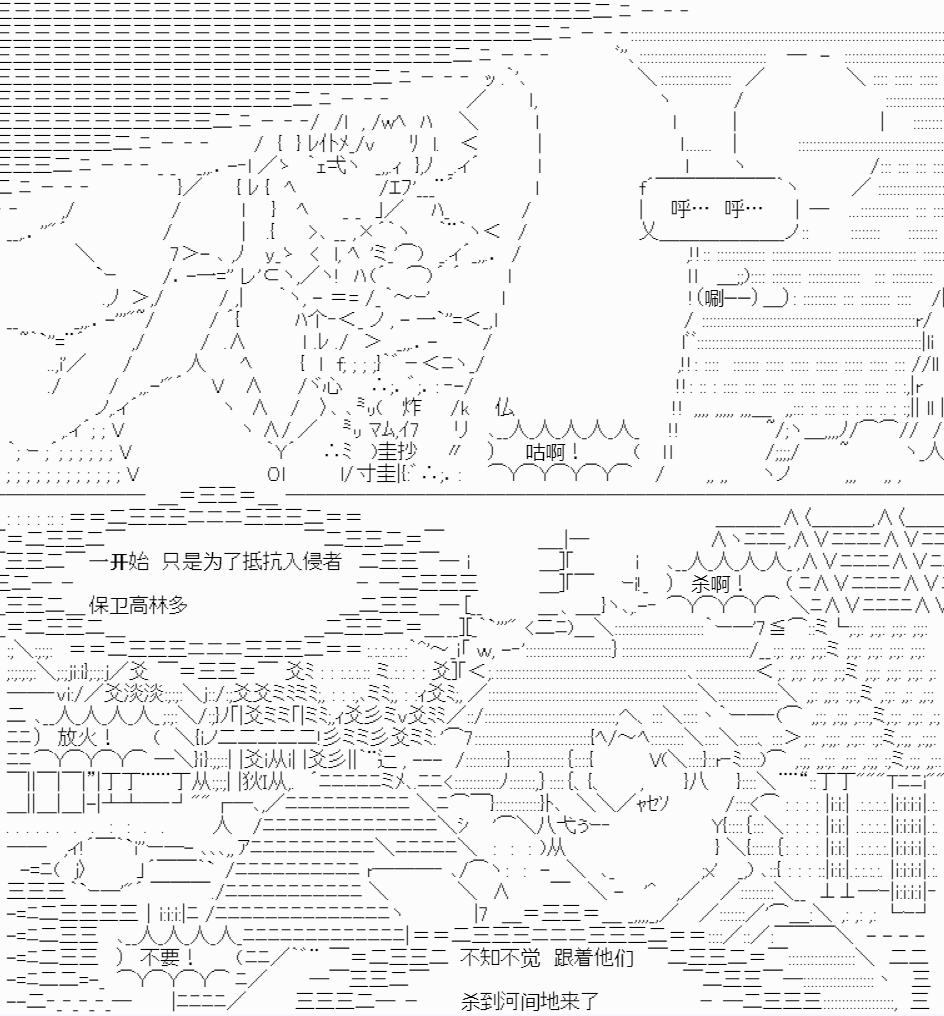 呼… 呼…
(唰——)
咕啊！
一开始 只是为了抵抗入侵者
保卫高林多
杀啊！
放火！
不要！
不知不觉 跟着他们
杀到河间地来了